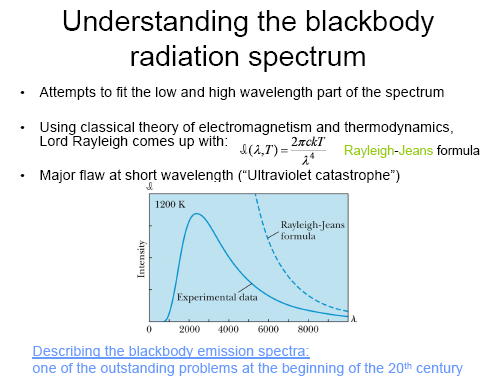 Understanding the blackbody
radiation spectrum
• Attempts to fit the low and high wavelength part of the spectrum
• Using classical theory of electromagnetism and thermodynamics,
Lord Rayleigh comes up with: ℐ(λ,T) = 2πckT / λ⁴ Rayleigh-Jeans formula
• Major flaw at short wavelength (“Ultraviolet catastrophe”)
ℐ
1200 K
Rayleigh-Jeans
formula
Intensity
Experimental data
0 2000 4000 6000 8000 λ
Describing the blackbody emission spectra:
one of the outstanding problems at the beginning of the 20th century